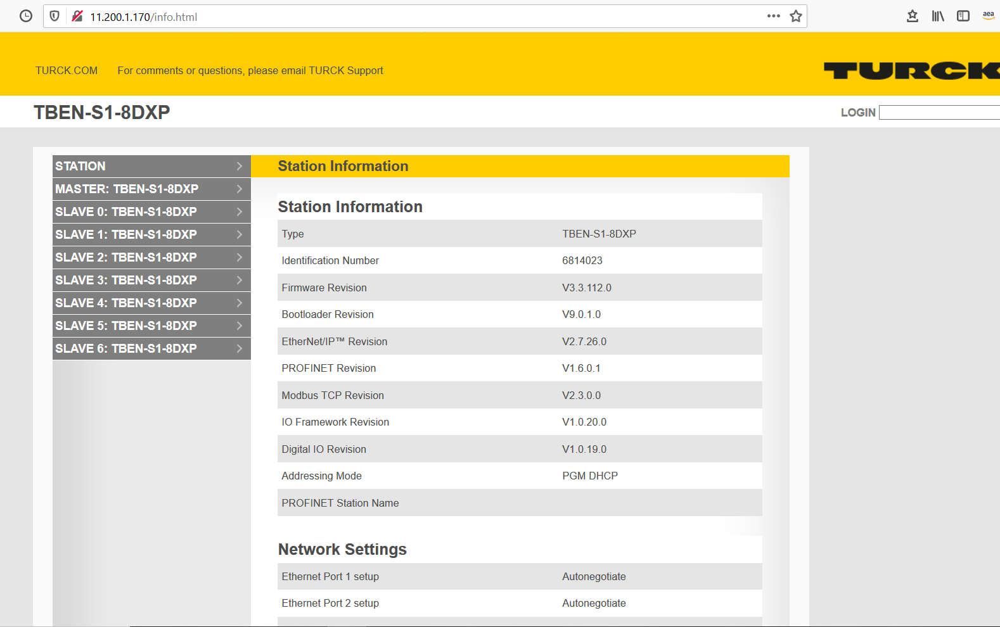 11.200.1.170/info.html
aea
TURCK.COM For comments or questions, please email TURCK Support
TURCK
TBEN-S1-8DXP
LOGIN
STATION
MASTER: TBEN-S1-8DXP
SLAVE 0: TBEN-S1-8DXP
SLAVE 1: TBEN-S1-8DXP
SLAVE 2: TBEN-S1-8DXP
SLAVE 3: TBEN-S1-8DXP
SLAVE 4: TBEN-S1-8DXP
SLAVE 5: TBEN-S1-8DXP
SLAVE 6: TBEN-S1-8DXP
Station Information
Station Information
Type TBEN-S1-8DXP
Identification Number 6814023
Firmware Revision V3.3.112.0
Bootloader Revision V9.0.1.0
EtherNet/IP™ Revision V2.7.26.0
PROFINET Revision V1.6.0.1
Modbus TCP Revision V2.3.0.0
IO Framework Revision V1.0.20.0
Digital IO Revision V1.0.19.0
Addressing Mode PGM DHCP
PROFINET Station Name
Network Settings
Ethernet Port 1 setup Autonegotiate
Ethernet Port 2 setup Autonegotiate